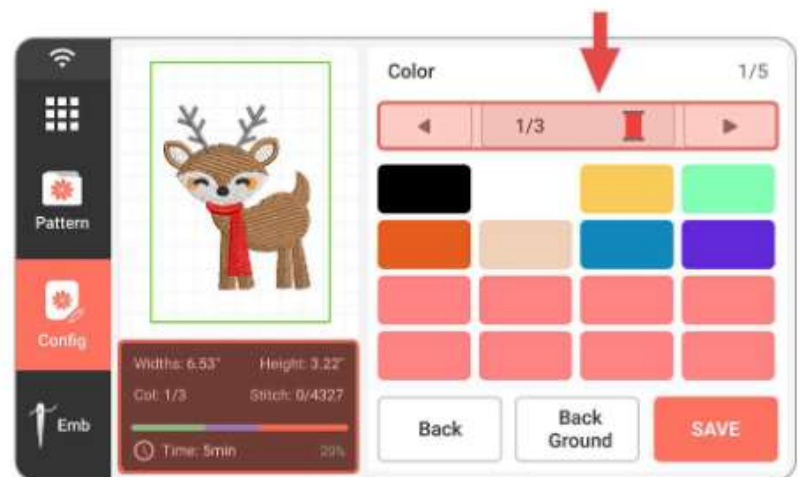 Color 1/5
1/3
Pattern
Config
Widths: 6.53" Height: 3.22"
Col: 1/3 Stitch: 0/4327
Emb
Time: 5min 20%
Back
Back
Ground
SAVE